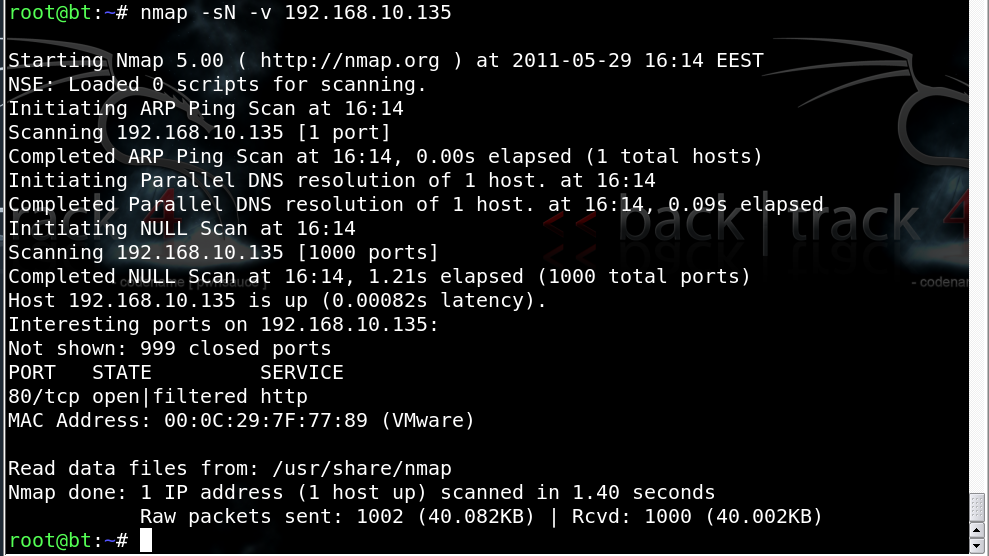 root@bt:~# nmap -sN -v 192.168.10.135
Starting Nmap 5.00 ( http://nmap.org ) at 2011-05-29 16:14 EEST
NSE: Loaded 0 scripts for scanning.
Initiating ARP Ping Scan at 16:14
Scanning 192.168.10.135 [1 port]
Completed ARP Ping Scan at 16:14, 0.00s elapsed (1 total hosts)
Initiating Parallel DNS resolution of 1 host. at 16:14
Completed Parallel DNS resolution of 1 host. at 16:14, 0.09s elapsed
Initiating NULL Scan at 16:14
Scanning 192.168.10.135 [1000 ports]
Completed NULL Scan at 16:14, 1.21s elapsed (1000 total ports)
Host 192.168.10.135 is up (0.00082s latency).
Interesting ports on 192.168.10.135:
Not shown: 999 closed ports
PORT   STATE         SERVICE
80/tcp open|filtered http
MAC Address: 00:0C:29:7F:77:89 (VMware)
Read data files from: /usr/share/nmap
Nmap done: 1 IP address (1 host up) scanned in 1.40 seconds
           Raw packets sent: 1002 (40.082KB) | Rcvd: 1000 (40.002KB)
root@bt:~#
rack 4
<< back|track 4
codename [ pwnsauce ]
- codenam